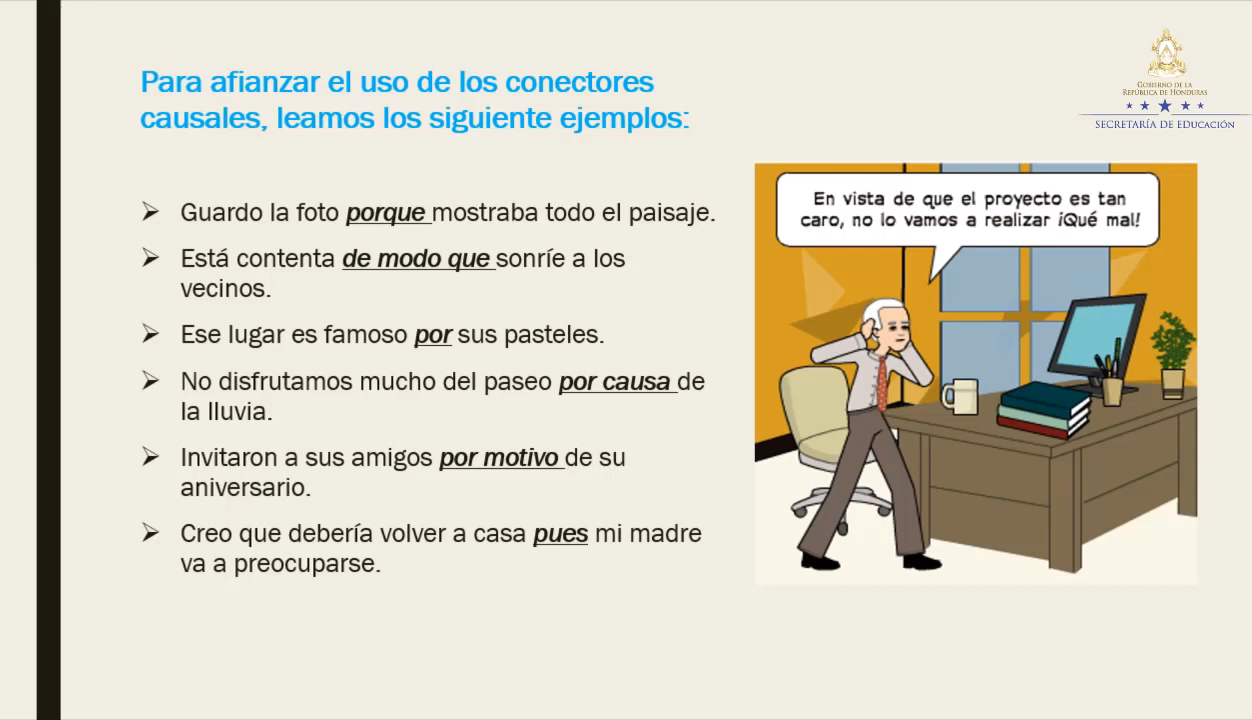 Para afianzar el uso de los conectores
causales, leamos los siguiente ejemplos:
GOBIERNO DE LA
REPÚBLICA DE HONDURAS
SECRETARÍA DE EDUCACIÓN
Guardo la foto porque mostraba todo el paisaje.
Está contenta de modo que sonríe a los
vecinos.
Ese lugar es famoso por sus pasteles.
No disfrutamos mucho del paseo por causa de
la lluvia.
Invitaron a sus amigos por motivo de su
aniversario.
Creo que debería volver a casa pues mi madre
va a preocuparse.
En vista de que el proyecto es tan
caro, no lo vamos a realizar ¡Qué mal!